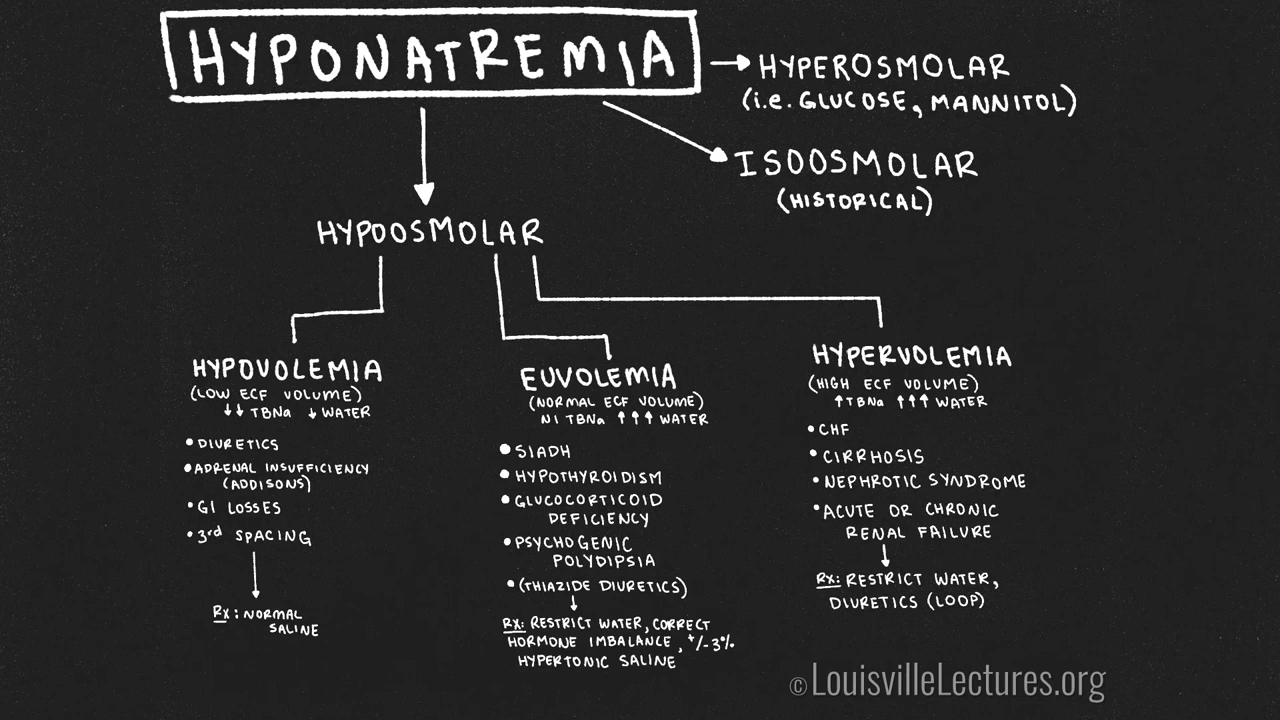 HYPONATREMIA
HYPEROSMOLAR
(i.e. GLUCOSE, MANNITOL)
ISOOSMOLAR
(HISTORICAL)
HYPOOSMOLAR
HYPOVOLEMIA
(LOW ECF VOLUME)
↓↓ TBNa ↓ WATER
• DIURETICS
• ADRENAL INSUFFICIENCY
(ADDISONS)
• GI LOSSES
• 3rd SPACING
Rx: NORMAL
SALINE
EUVOLEMIA
(NORMAL ECF VOLUME)
Nl TBNa ↑↑↑ WATER
• SIADH
• HYPOTHYROIDISM
• GLUCOCORTICOID
DEFICIENCY
• PSYCHOGENIC
POLYDIPSIA
• (THIAZIDE DIURETICS)
Rx: RESTRICT WATER, CORRECT
HORMONE IMBALANCE, +/- 3%
HYPERTONIC SALINE
HYPERVOLEMIA
(HIGH ECF VOLUME)
↑TBNa ↑↑↑ WATER
• CHF
• CIRRHOSIS
• NEPHROTIC SYNDROME
• ACUTE OR CHRONIC
RENAL FAILURE
Rx: RESTRICT WATER,
DIURETICS (LOOP)
© LouisvilleLectures.org